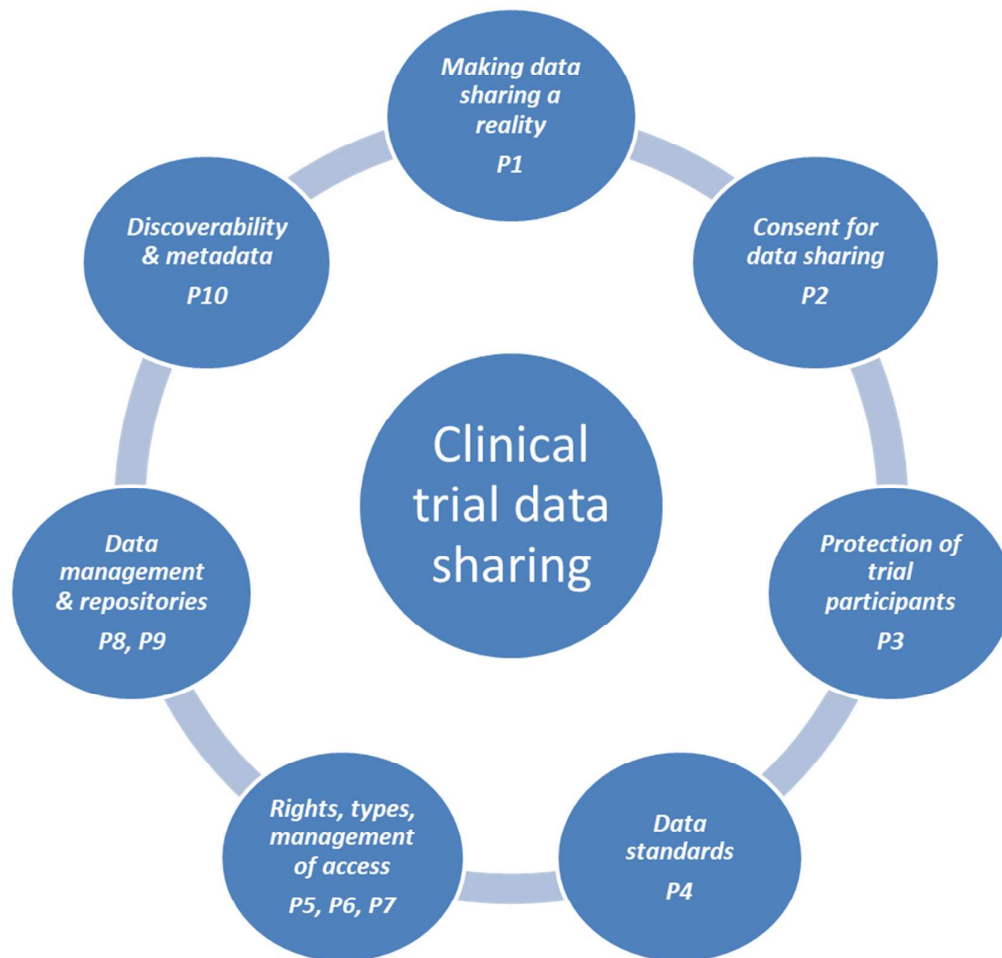 Making data
sharing a
reality
P1
Consent for
data sharing
P2
Protection of
trial
participants
P3
Data
standards
P4
Rights, types,
management
of access
P5, P6, P7
Data
management
& repositories
P8, P9
Discoverability
& metadata
P10
Clinical
trial data
sharing